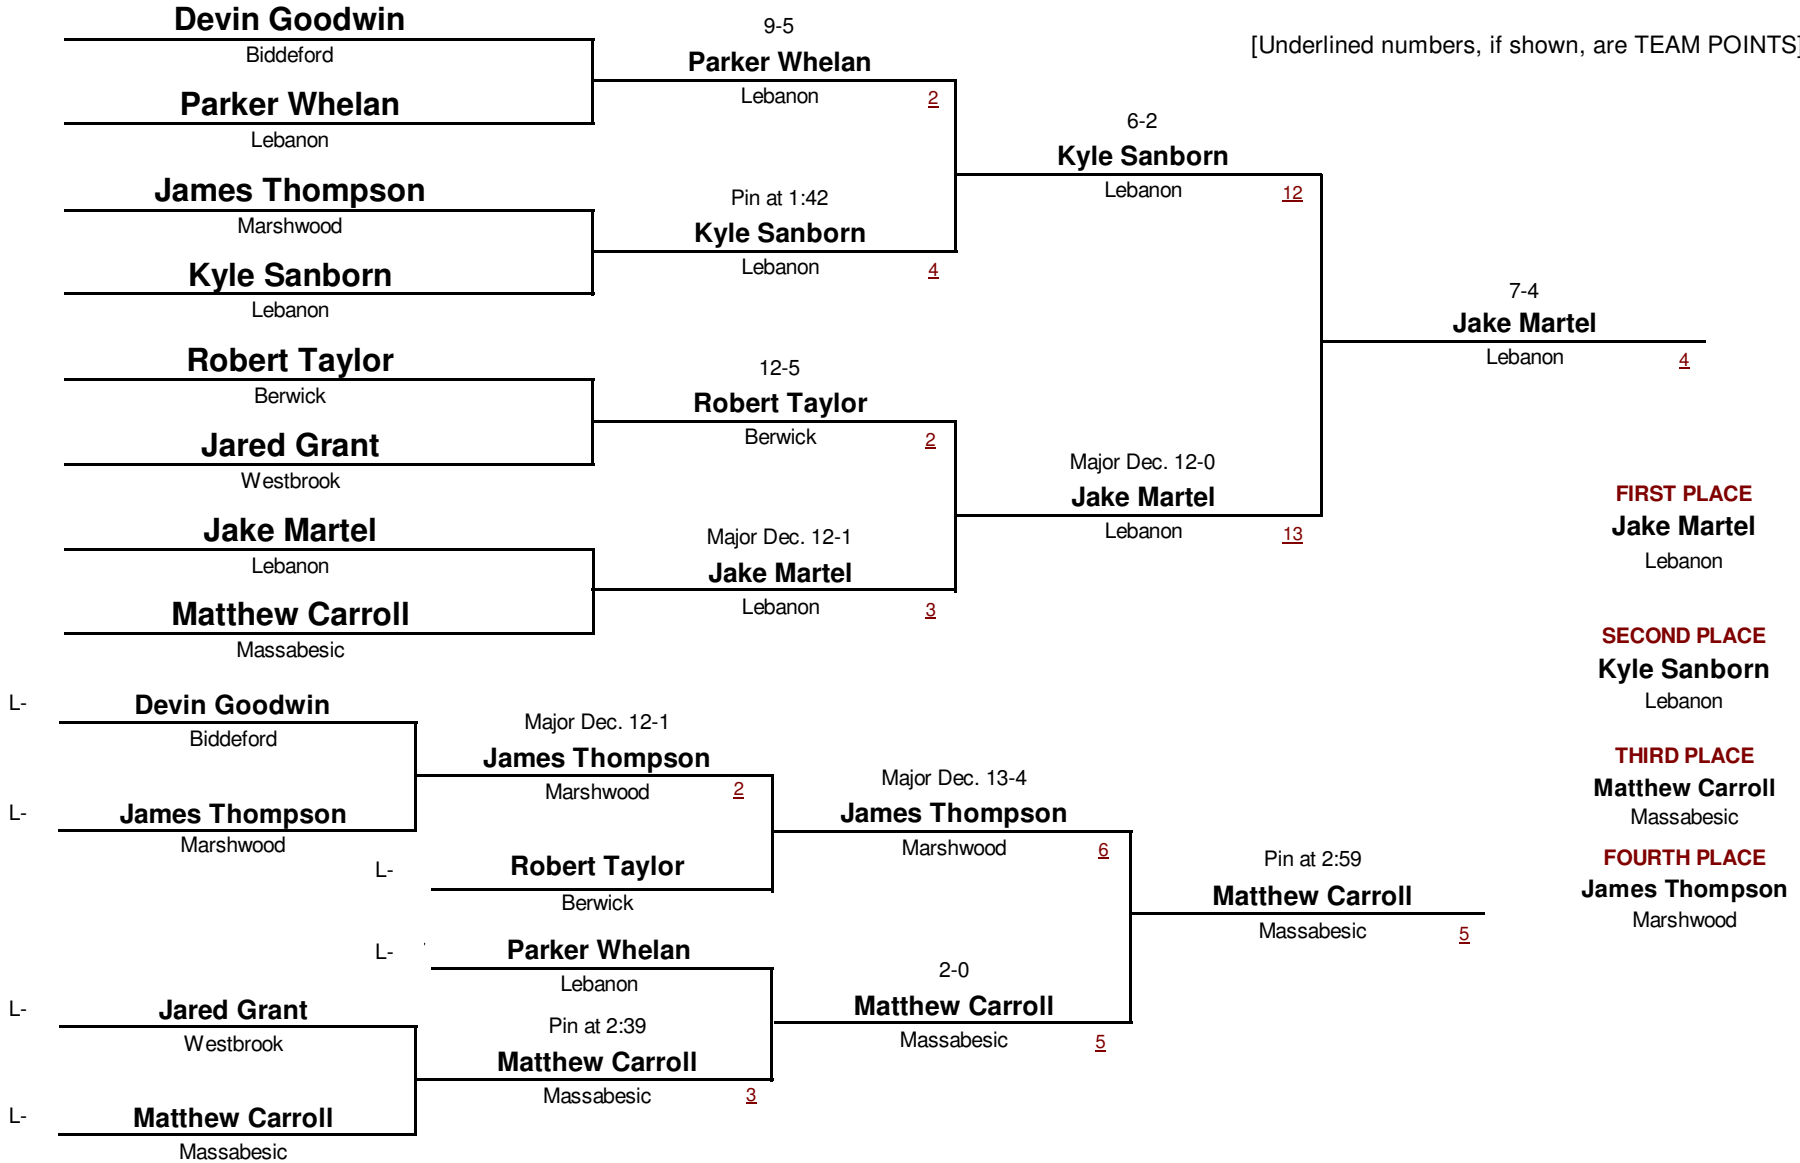 [Underlined numbers, if shown, are TEAM POINTS]
Devin Goodwin
Biddeford
Parker Whelan
Lebanon
James Thompson
Marshwood
Kyle Sanborn
Lebanon
Robert Taylor
Berwick
Jared Grant
Westbrook
Jake Martel
Lebanon
Matthew Carroll
Massabesic
9-5
Parker Whelan
Lebanon
2
Pin at 1:42
Kyle Sanborn
Lebanon
4
12-5
Robert Taylor
Berwick
2
Major Dec. 12-1
Jake Martel
Lebanon
3
6-2
Kyle Sanborn
Lebanon
12
Major Dec. 12-0
Jake Martel
Lebanon
13
7-4
Jake Martel
Lebanon
4
FIRST PLACE
Jake Martel
Lebanon
SECOND PLACE
Kyle Sanborn
Lebanon
THIRD PLACE
Matthew Carroll
Massabesic
FOURTH PLACE
James Thompson
Marshwood
L-
Devin Goodwin
Biddeford
L-
James Thompson
Marshwood
L-
Jared Grant
Westbrook
L-
Matthew Carroll
Massabesic
Major Dec. 12-1
James Thompson
Marshwood
2
L-
Robert Taylor
Berwick
L-
Parker Whelan
Lebanon
Pin at 2:39
Matthew Carroll
Massabesic
3
Major Dec. 13-4
James Thompson
Marshwood
6
2-0
Matthew Carroll
Massabesic
5
Pin at 2:59
Matthew Carroll
Massabesic
5